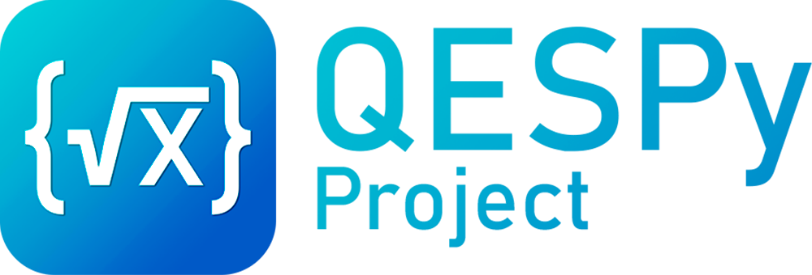 {√x}
QESPy
Project